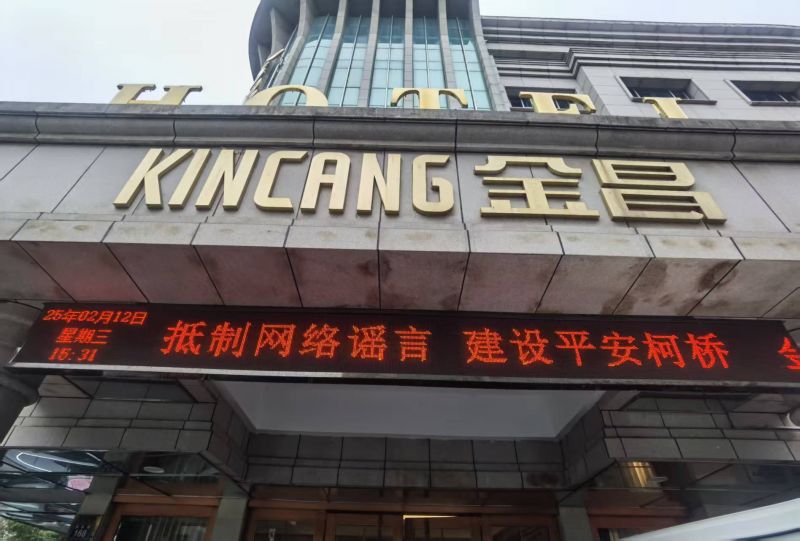 HOTEL
KINCANG 金昌
25年02月12日
星期三
15:31
抵制网络谣言 建设平安柯桥
168